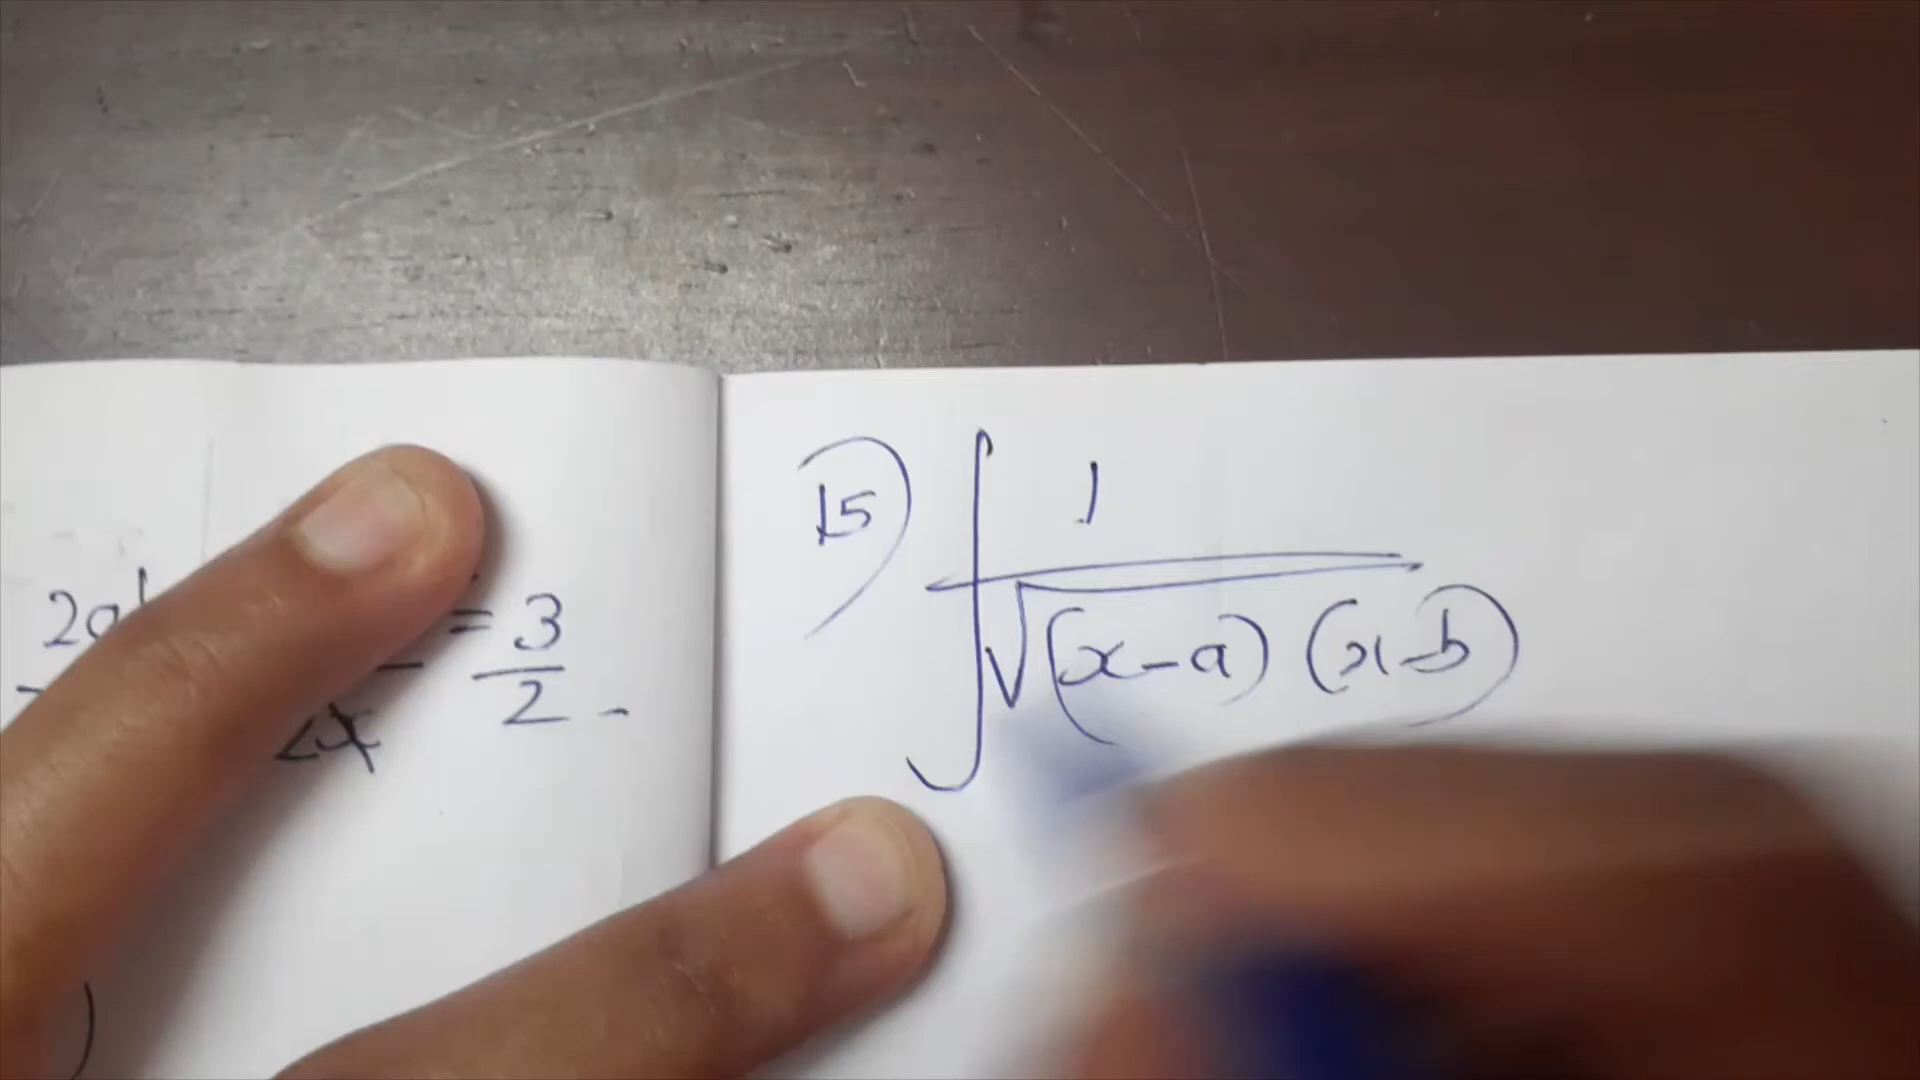 = 3/2 -
15) ∫ 1/√(x-a) (x-b)